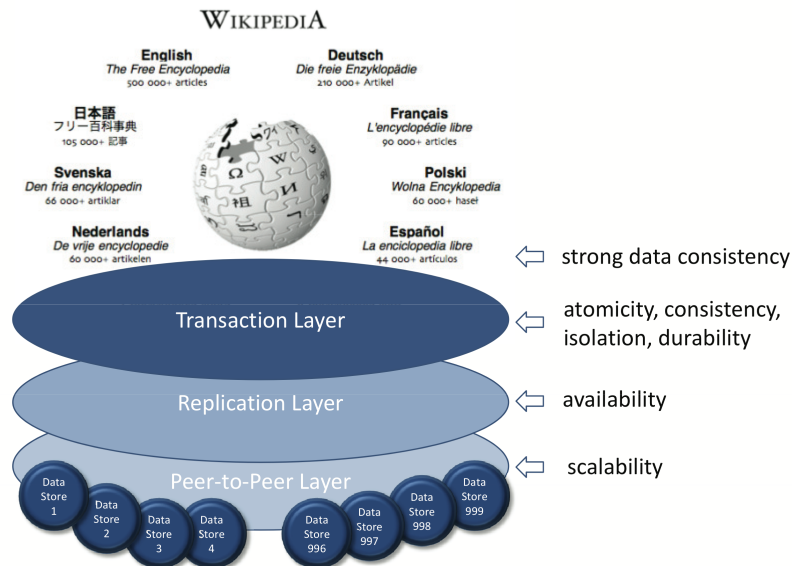 WIKIPEDIA
English
The Free Encyclopedia
500 000+ articles
Deutsch
Die freie Enzyklopädie
210 000+ Artikel
日本語
フリー百科事典
105 000+ 記事
Français
L'encyclopédie libre
90 000+ articles
Svenska
Den fria encyklopedin
66 000+ artiklar
Polski
Wolna Encyklopedia
60 000+ haseł
Nederlands
De vrije encyclopedie
60 000+ artikelen
Español
La enciclopedia libre
44 000+ artículos
Ω
W
И
祖
strong data consistency
Transaction Layer
atomicity, consistency,
isolation, durability
Replication Layer
availability
Peer-to-Peer Layer
scalability
Data
Store
1
Data
Store
2
Data
Store
3
Data
Store
4
Data
Store
996
Data
Store
997
Data
Store
998
Data
Store
999